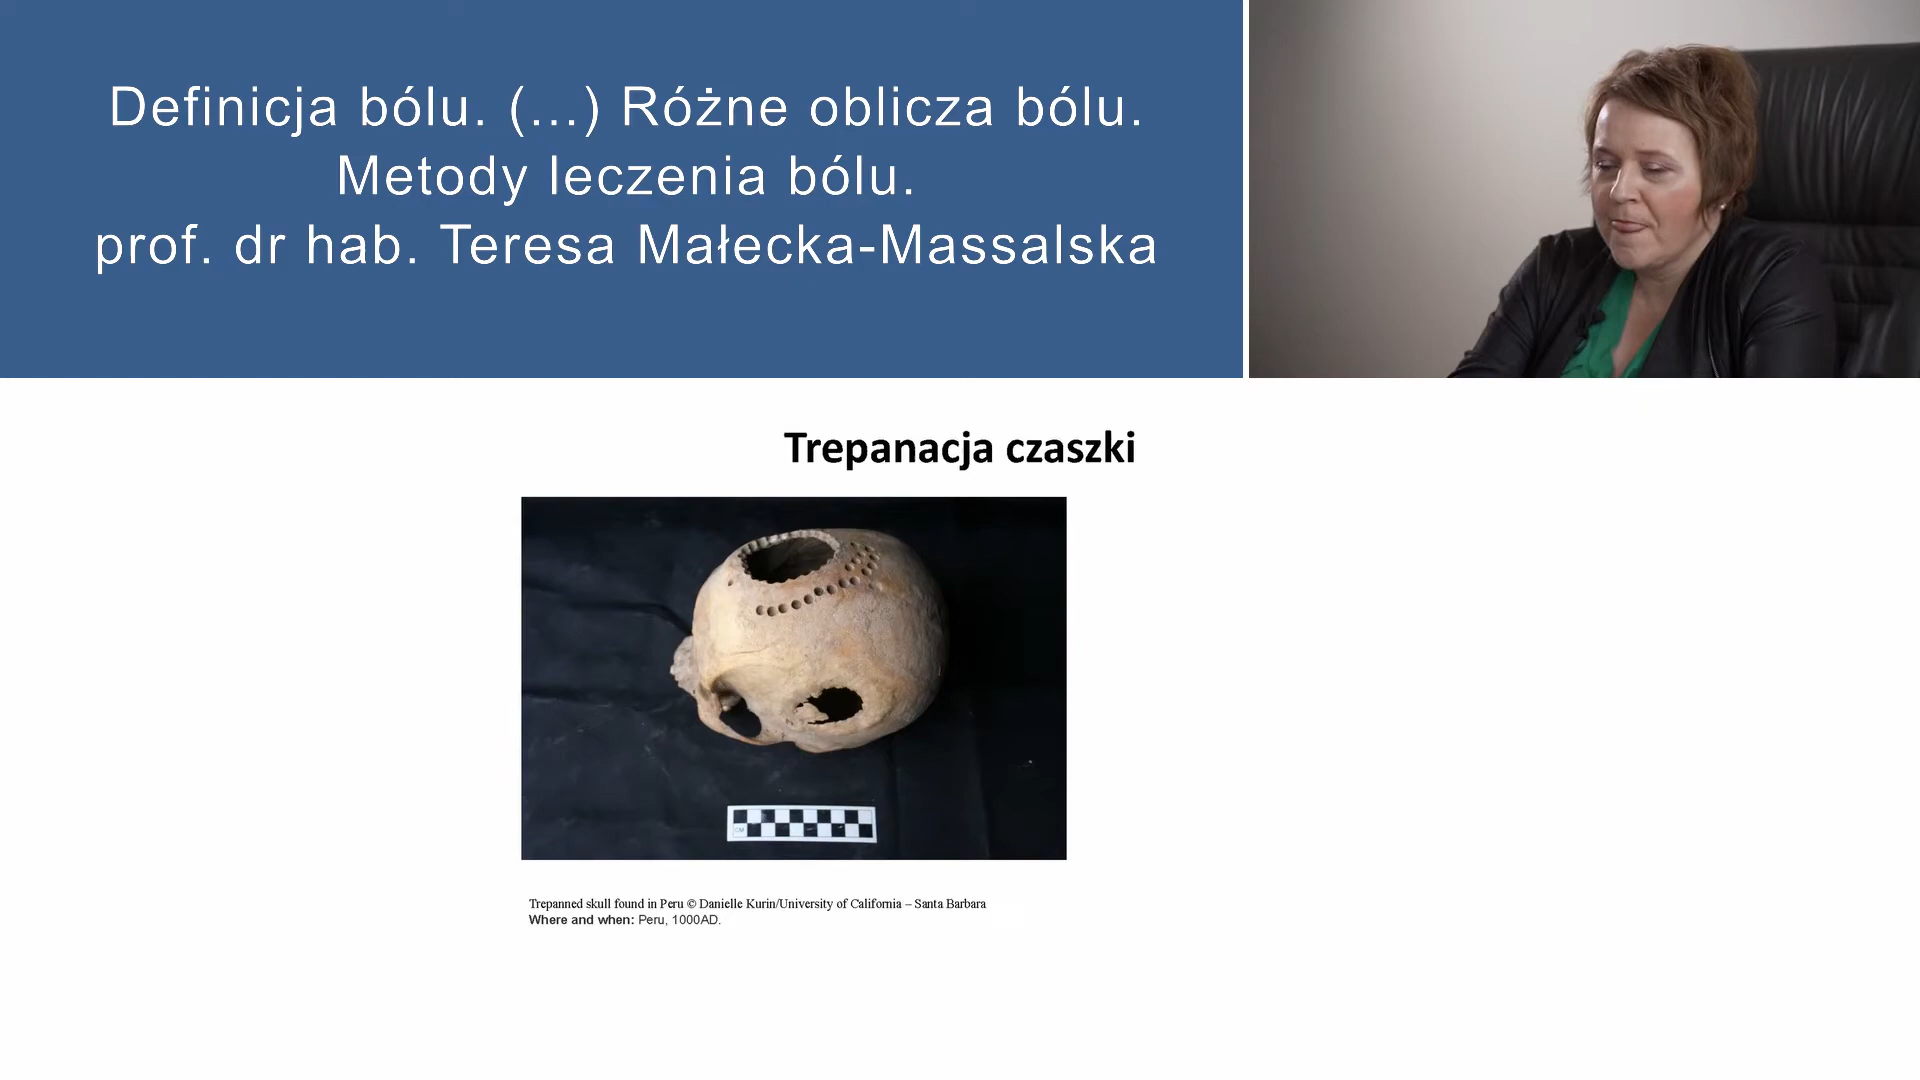 Definicja bólu. (...) Różne oblicza bólu.
Metody leczenia bólu.
prof. dr hab. Teresa Małecka-Massalska
Trepanacja czaszki
CM
Trepanned skull found in Peru © Danielle Kurin/University of California – Santa Barbara
Where and when: Peru, 1000AD.